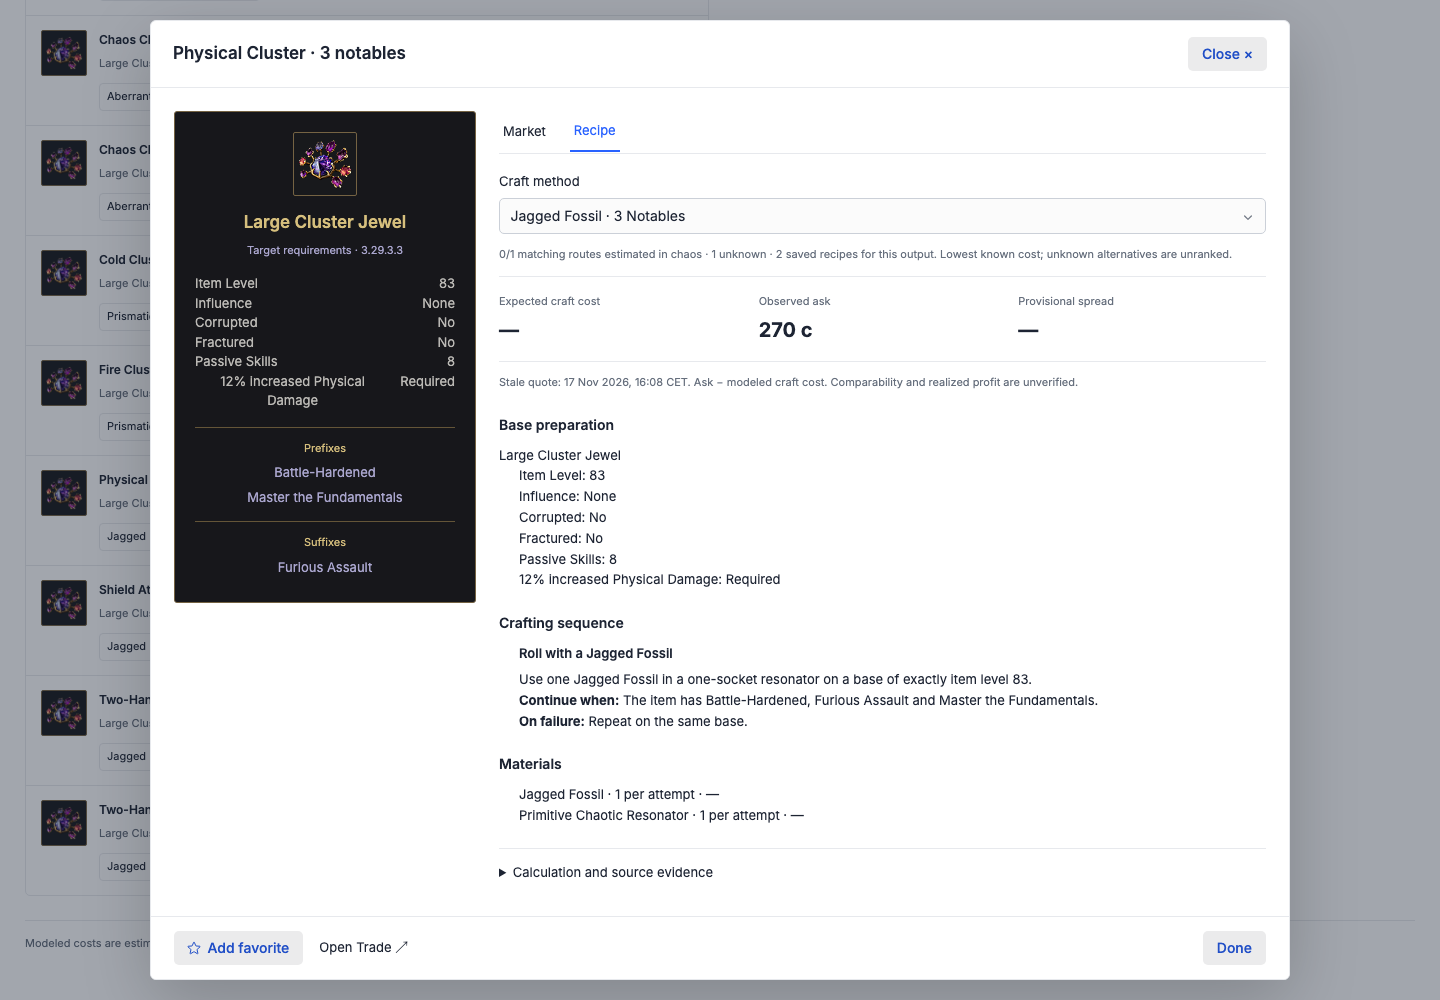 Physical Cluster · 3 notables
Close ×
Large Cluster Jewel
Target requirements · 3.29.3.3
Item Level 83
Influence None
Corrupted No
Fractured No
Passive Skills 8
12% increased Physical Required
Damage
Prefixes
Battle-Hardened
Master the Fundamentals
Suffixes
Furious Assault
Market Recipe
Craft method
Jagged Fossil · 3 Notables
0/1 matching routes estimated in chaos · 1 unknown · 2 saved recipes for this output. Lowest known cost; unknown alternatives are unranked.
Expected craft cost Observed ask Provisional spread
— 270 c —
Stale quote: 17 Nov 2026, 16:08 CET. Ask − modeled craft cost. Comparability and realized profit are unverified.
Base preparation
Large Cluster Jewel
Item Level: 83
Influence: None
Corrupted: No
Fractured: No
Passive Skills: 8
12% increased Physical Damage: Required
Crafting sequence
Roll with a Jagged Fossil
Use one Jagged Fossil in a one-socket resonator on a base of exactly item level 83.
Continue when: The item has Battle-Hardened, Furious Assault and Master the Fundamentals.
On failure: Repeat on the same base.
Materials
Jagged Fossil · 1 per attempt · —
Primitive Chaotic Resonator · 1 per attempt · —
Calculation and source evidence
Add favorite
Open Trade ↗
Done
Chaos Cl
Large Clu
Aberrant
Chaos Cl
Large Clu
Aberrant
Cold Clus
Large Clu
Prismatic
Fire Clus
Large Clu
Prismatic
Physical
Large Clu
Jagged
Shield At
Large Clu
Jagged
Two-Han
Large Clu
Jagged
Two-Han
Large Clu
Jagged
Modeled costs are estim